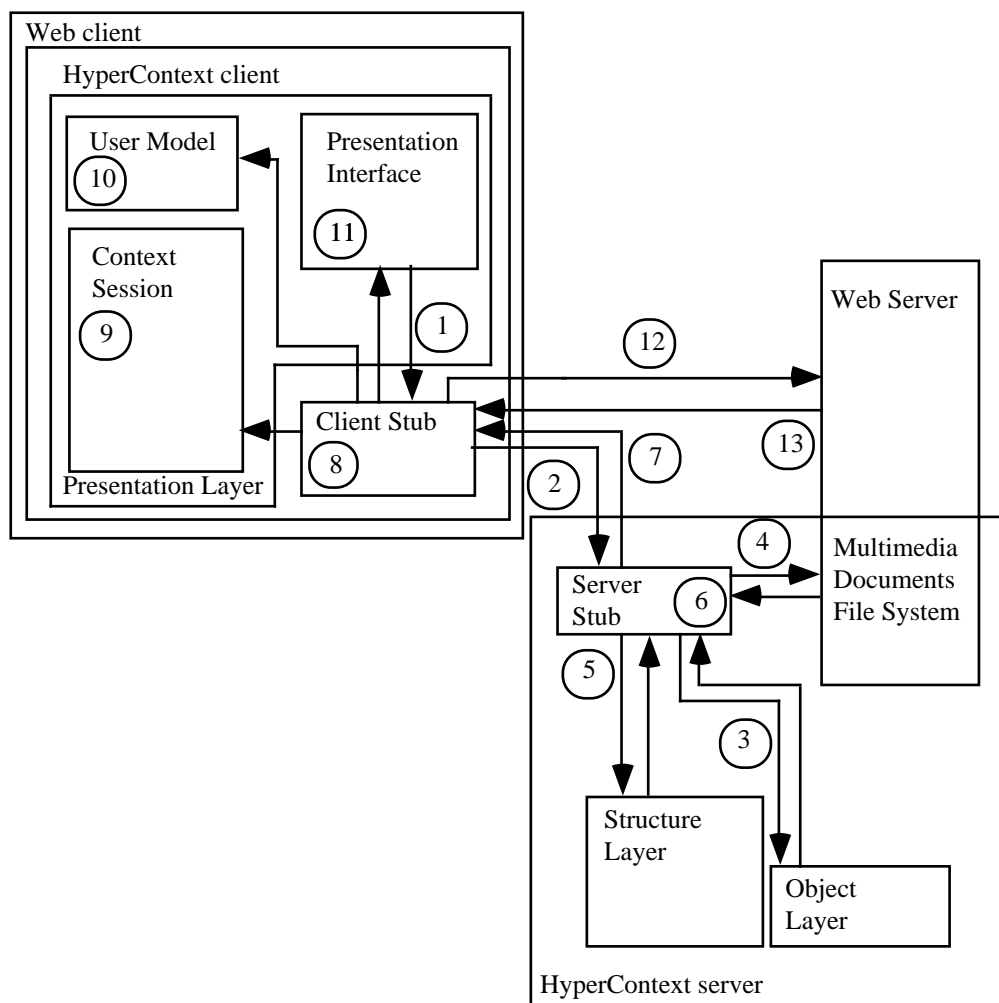 Web client
HyperContext client
User Model
10
Presentation
Interface
11
Context
Session
9
1
12
Web Server
Client Stub
8
13
7
2
Presentation Layer
4
Multimedia
Documents
File System
Server
Stub
6
5
3
Structure
Layer
Object
Layer
HyperContext server